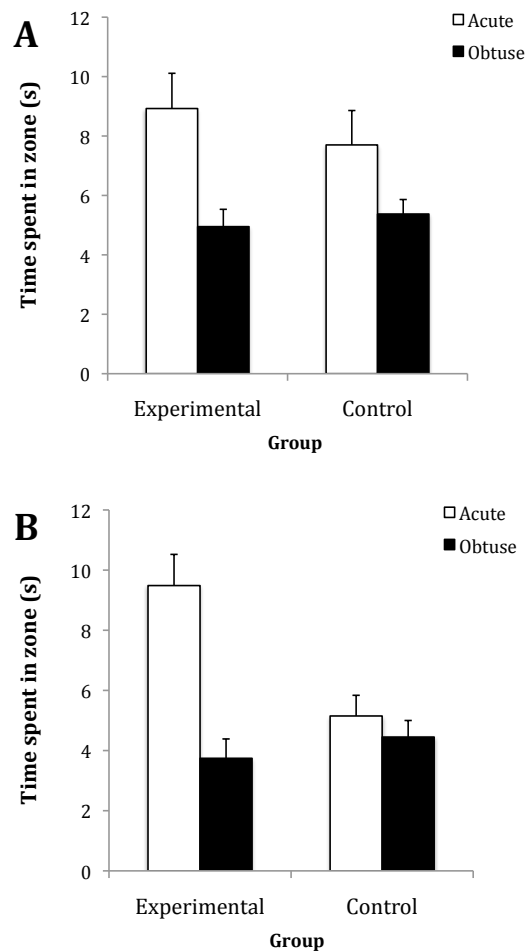 A
Time spent in zone (s)
12
10
8
6
4
2
0
Acute
Obtuse
Experimental Control
Group
B
Time spent in zone (s)
12
10
8
6
4
2
0
Acute
Obtuse
Experimental Control
Group